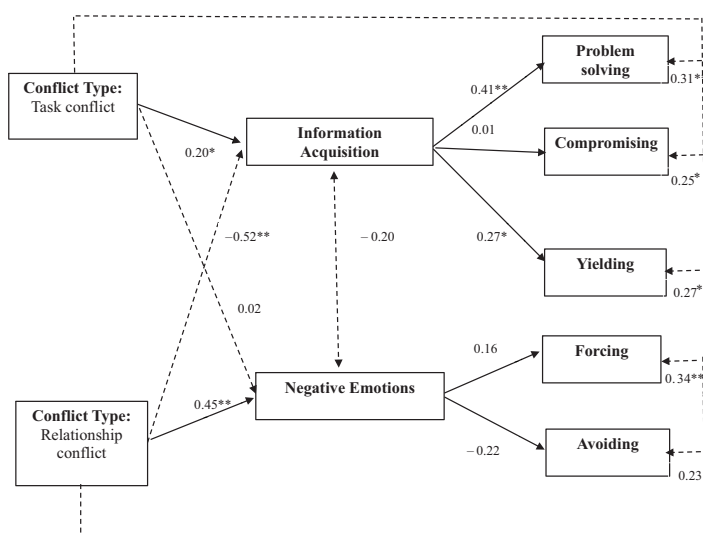 Conflict Type:
Task conflict
Information
Acquisition
Problem
solving
Compromising
Yielding
Negative Emotions
Forcing
Avoiding
Conflict Type:
Relationship
conflict
0.41**
0.31*
0.01
0.20*
0.25*
−0.52**
− 0.20
0.27*
0.27*
0.02
0.16
0.34**
0.45**
− 0.22
0.23